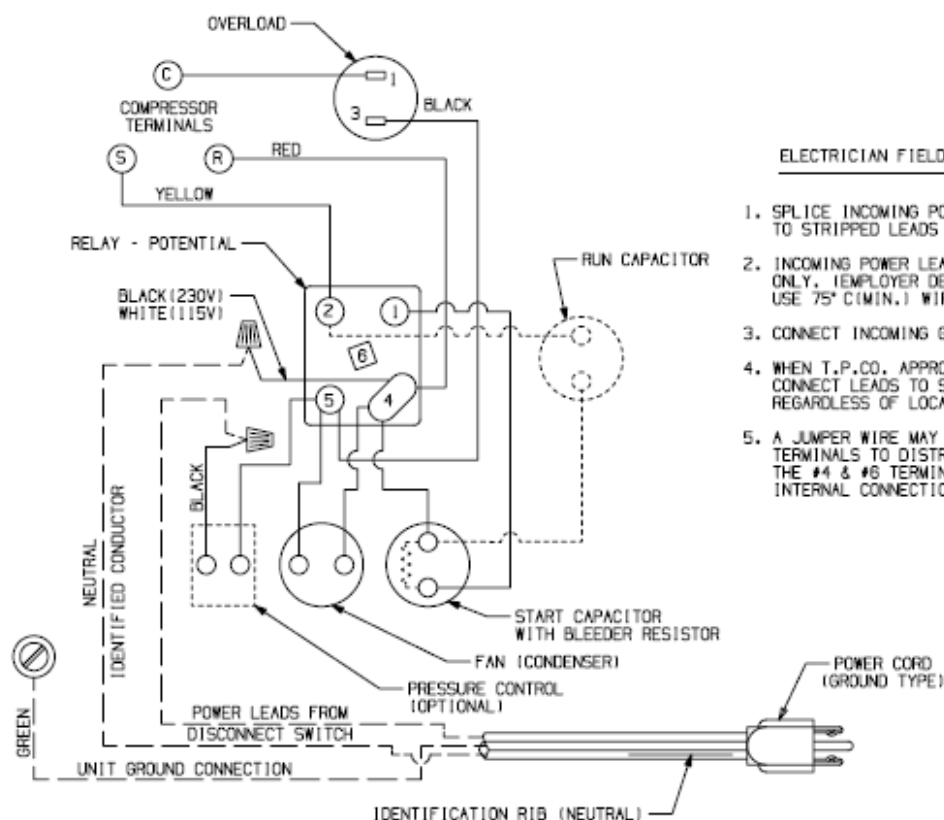 OVERLOAD
C
1
COMPRESSOR
TERMINALS
3
BLACK
S
R
RED
YELLOW
RELAY - POTENTIAL
RUN CAPACITOR
BLACK(230V)
WHITE(115V)
2
1
6
5
4
BLACK
NEUTRAL
IDENTIFIED CONDUCTOR
START CAPACITOR
WITH BLEEDER RESISTOR
FAN (CONDENSER)
PRESSURE CONTROL
(OPTIONAL)
POWER LEADS FROM
DISCONNECT SWITCH
GREEN
UNIT GROUND CONNECTION
POWER CORD
(GROUND TYPE)
IDENTIFICATION RIB (NEUTRAL)
ELECTRICIAN FIELD
1. SPLICE INCOMING PO
TO STRIPPED LEADS
2. INCOMING POWER LEA
ONLY. (EMPLOYER DE
USE 75° C(MIN.) WIR
3. CONNECT INCOMING G
4. WHEN T.P.CO. APPRO
CONNECT LEADS TO S
REGARDLESS OF LOCA
5. A JUMPER WIRE MAY
TERMINALS TO DISTR
THE #4 & #6 TERMIN
INTERNAL CONNECTIO